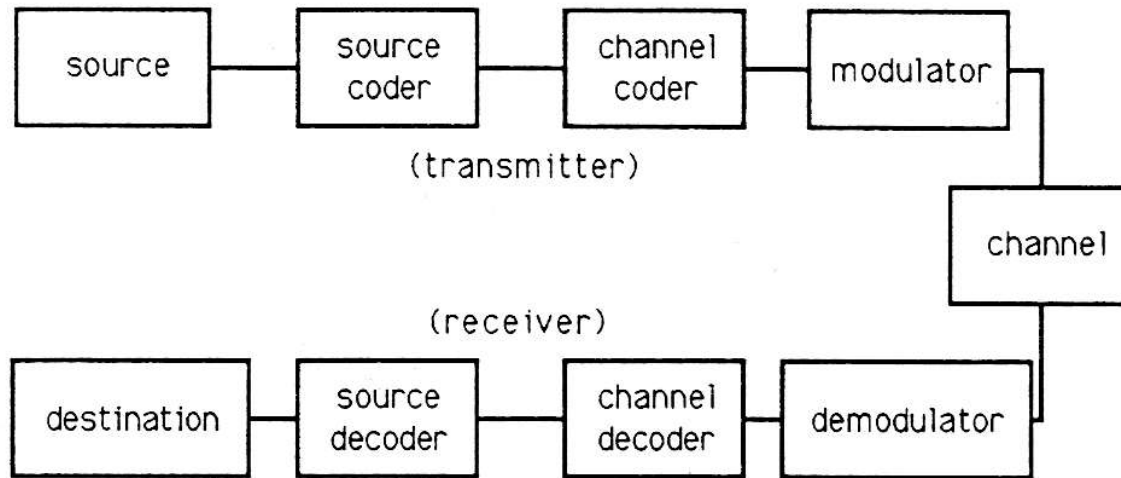 source
source
coder
channel
coder
modulator
(transmitter)
channel
(receiver)
destination
source
decoder
channel
decoder
demodulator